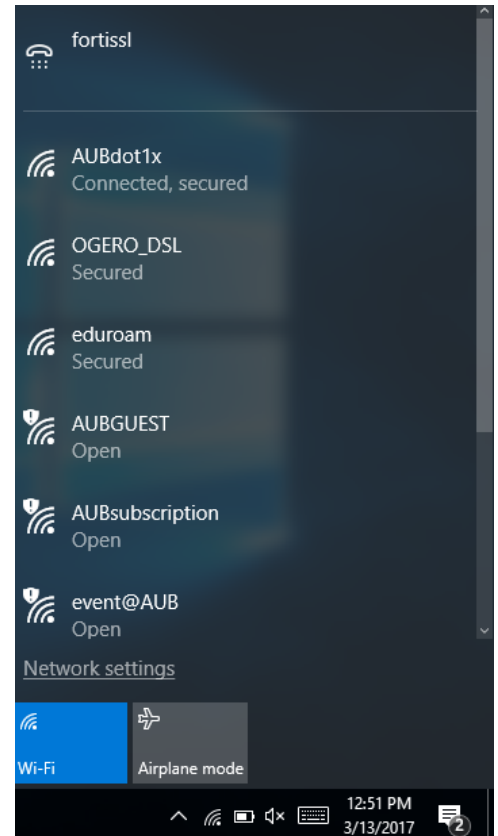 fortissl
AUBdot1x
Connected, secured
OGERO_DSL
Secured
eduroam
Secured
AUBGUEST
Open
AUBsubscription
Open
event@AUB
Open
Network settings
Wi-Fi
Airplane mode
12:51 PM
3/13/2017
2